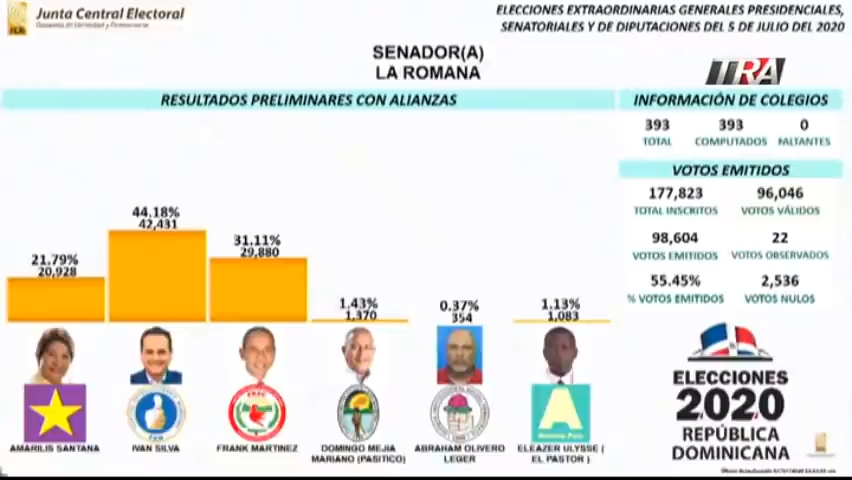 Junta Central Electoral
ELECCIONES EXTRAORDINARIAS GENERALES PRESIDENCIALES,
SENATORIALES Y DE DIPUTACIONES DEL 5 DE JULIO DEL 2020
SENADOR(A)
LA ROMANA
TRA
RESULTADOS PRELIMINARES CON ALIANZAS
INFORMACIÓN DE COLEGIOS
393 393 0
TOTAL COMPUTADOS FALTANTES
VOTOS EMITIDOS
177,823 96,046
TOTAL INSCRITOS VOTOS VÁLIDOS
98,604 22
VOTOS EMITIDOS VOTOS OBSERVADOS
55.45% 2,536
% VOTOS EMITIDOS VOTOS NULOS
21.79%
20,928
44.18%
42,431
31.11%
29,880
1.43%
1,370
0.37%
354
1.13%
1,083
A
AMARILIS SANTANA
IVAN SILVA
FRANK MARTINEZ
DOMINGO MEJIA
MARIANO (PASITICO)
ABRAHAM OLIVERO
LEGER
ELEAZER ULYSSE (
EL PASTOR )
ELECCIONES
2020
REPÚBLICA
DOMINICANA